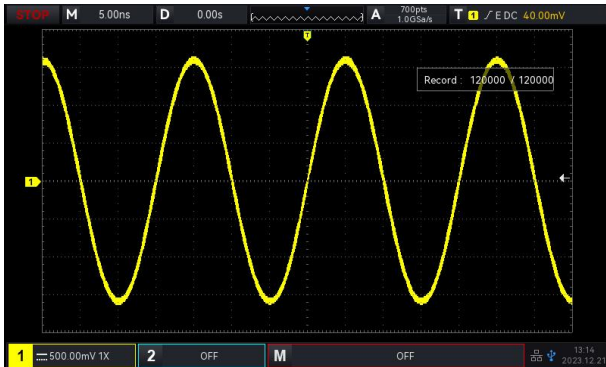 STOP M 5.00ns D 0.00s A 700pts 1.0GSa/s T 1 E DC 40.00mV
T
Record : 120000 / 120000
1
1 500.00mV 1X 2 OFF M OFF 13:14 2023.12.21